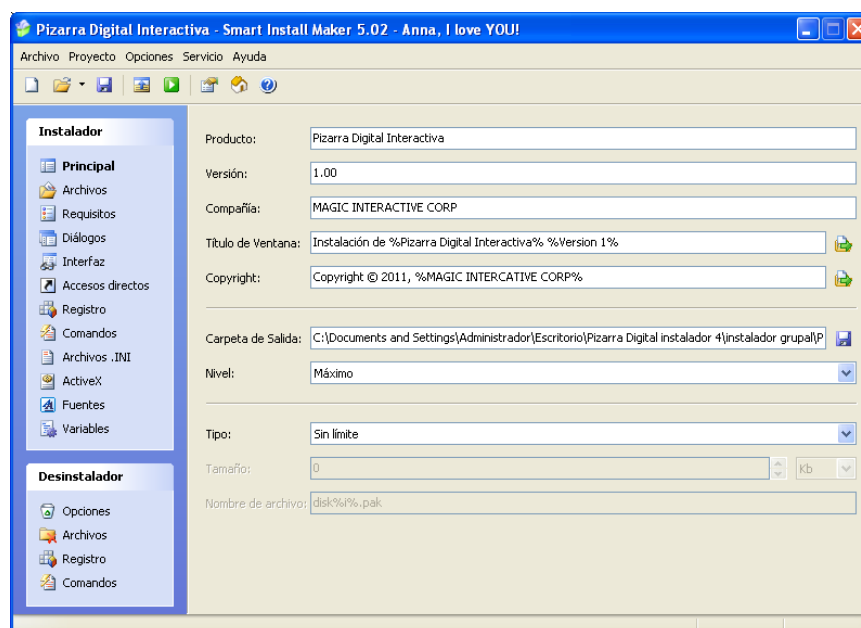 Pizarra Digital Interactiva - Smart Install Maker 5.02 - Anna, I love YOU!
Archivo Proyecto Opciones Servicio Ayuda
Instalador
Principal
Archivos
Requisitos
Diálogos
Interfaz
Accesos directos
Registro
Comandos
Archivos .INI
ActiveX
Fuentes
Variables
Desinstalador
Opciones
Archivos
Registro
Comandos
Producto: Pizarra Digital Interactiva
Versión: 1.00
Compañía: MAGIC INTERACTIVE CORP
Título de Ventana: Instalación de %Pizarra Digital Interactiva% %Version 1%
Copyright: Copyright © 2011, %MAGIC INTERCATIVE CORP%
Carpeta de Salida: C:\Documents and Settings\Administrador\Escritorio\Pizarra Digital instalador 4\instalador grupal\P
Nivel: Máximo
Tipo: Sin límite
Tamaño: 0 Kb
Nombre de archivo: disk%i%.pak